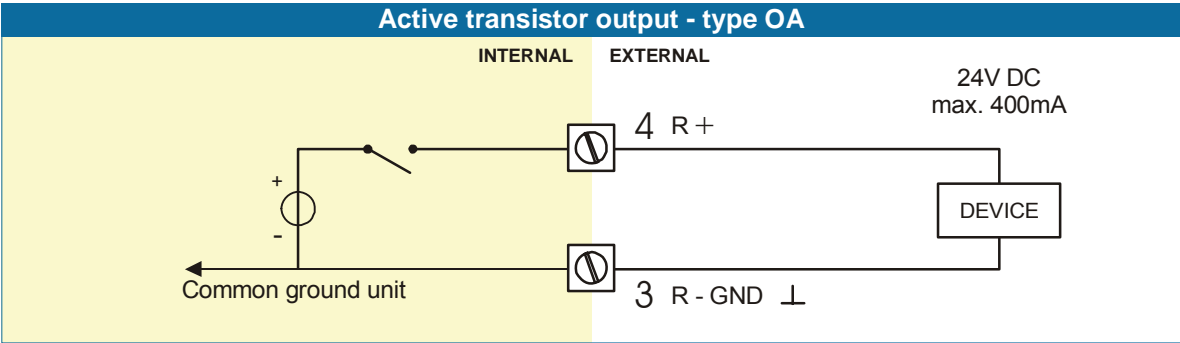 Active transistor output - type OA
INTERNAL EXTERNAL
24V DC
max. 400mA
4 R +
+
-
DEVICE
Common ground unit
3 R - GND ⊥